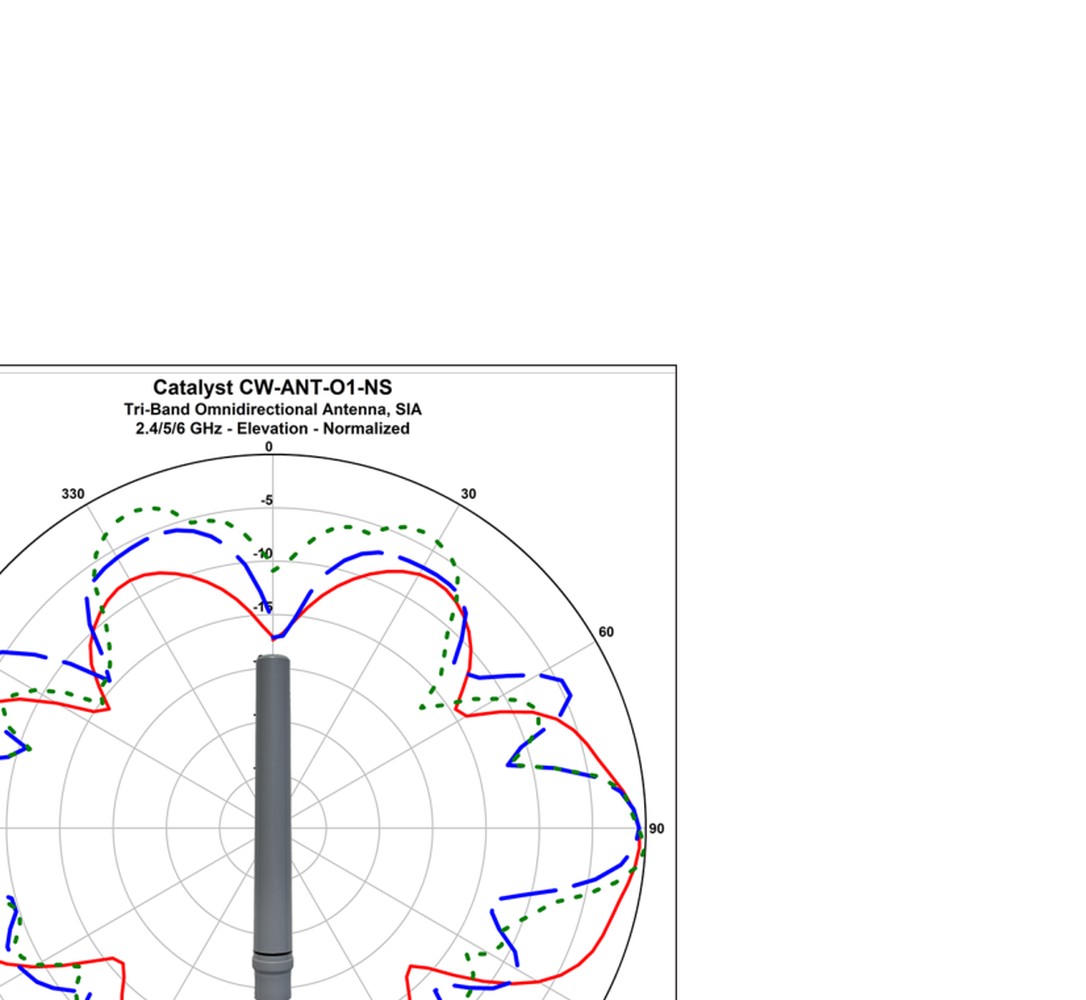 Catalyst CW-ANT-O1-NS
Tri-Band Omnidirectional Antenna, SIA
2.4/5/6 GHz - Elevation - Normalized
0
330
30
-5
-10
-15
60
90